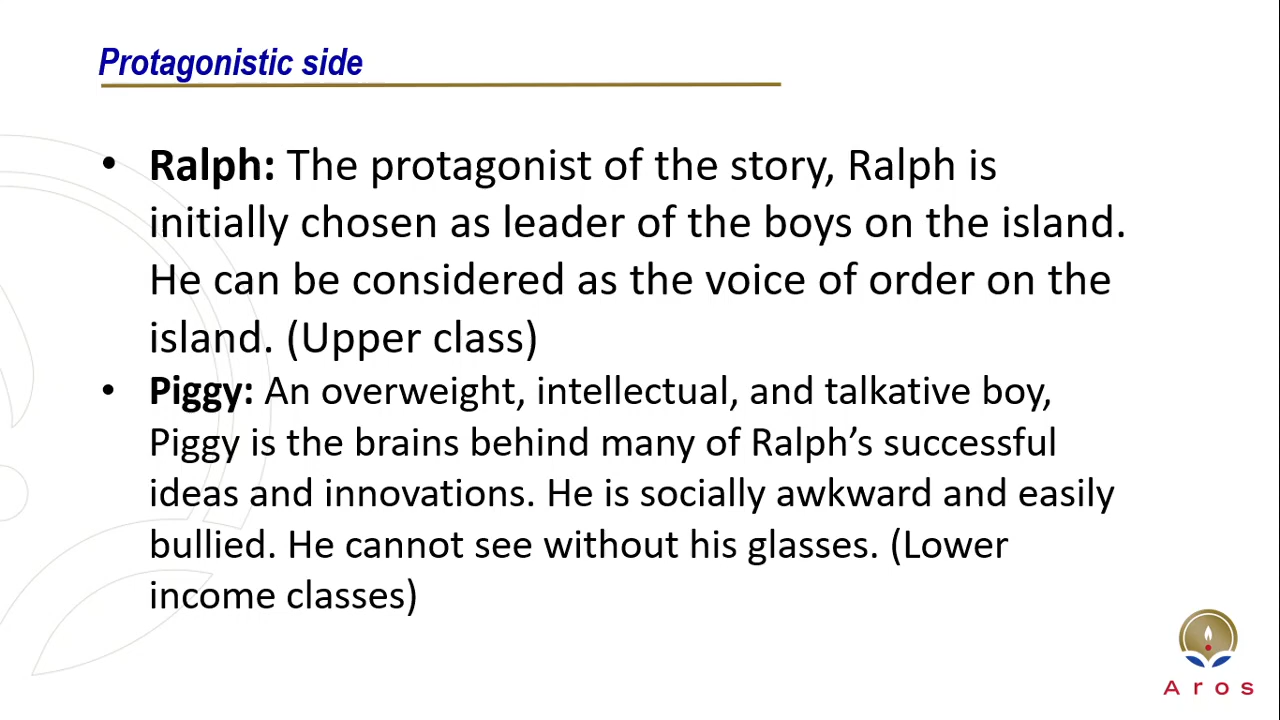 Protagonistic side
• Ralph: The protagonist of the story, Ralph is
initially chosen as leader of the boys on the island.
He can be considered as the voice of order on the
island. (Upper class)
• Piggy: An overweight, intellectual, and talkative boy,
Piggy is the brains behind many of Ralph’s successful
ideas and innovations. He is socially awkward and easily
bullied. He cannot see without his glasses. (Lower
income classes)
Aros